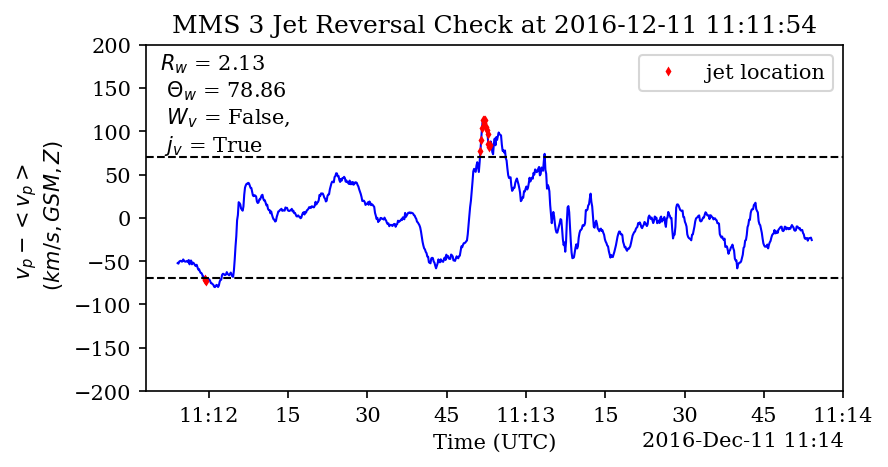 MMS 3 Jet Reversal Check at 2016-12-11 11:11:54
R_w = 2.13
Θ_w = 78.86
W_v = False,
j_v = True
jet location
v_p − < v_p >
(km/s, GSM, Z)
200
150
100
50
0
−50
−100
−150
−200
11:12 15 30 45 11:13 15 30 45 11:14
Time (UTC)
2016-Dec-11 11:14